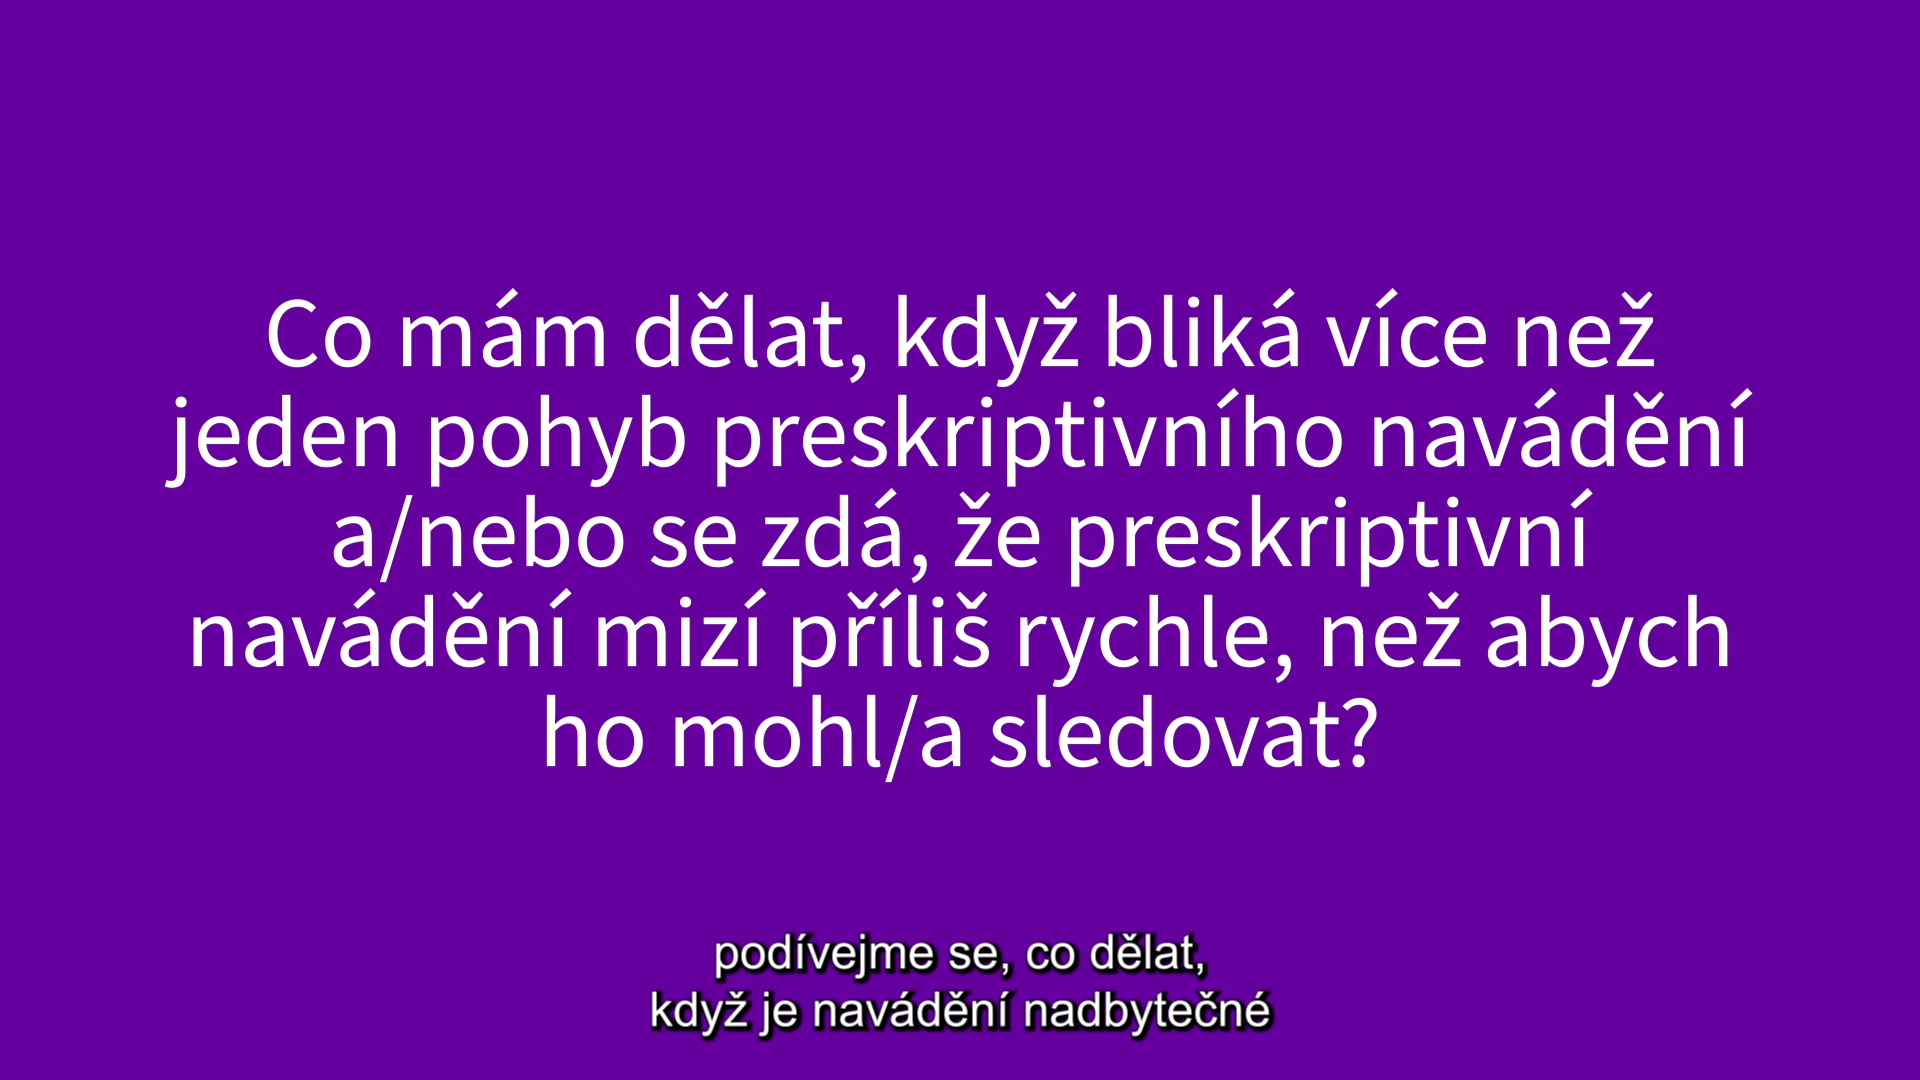 Co mám dělat, když bliká více než
jeden pohyb preskriptivního navádění
a/nebo se zdá, že preskriptivní
navádění mizí příliš rychle, než abych
ho mohl/a sledovat?
podívejme se, co dělat,
když je navádění nadbytečné